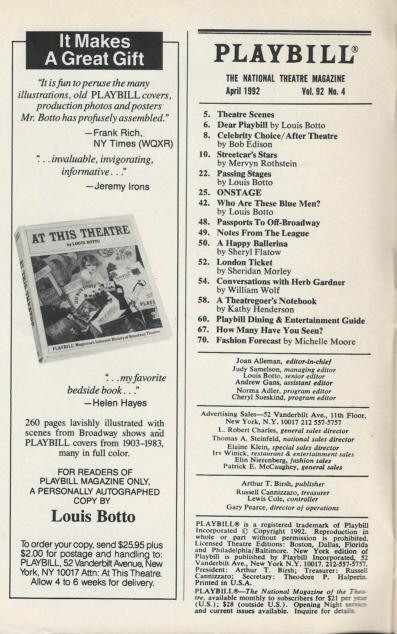 It Makes
A Great Gift
"It is fun to peruse the many
illustrations, old PLAYBILL covers,
production photos and posters
Mr. Botto has profusely assembled."
—Frank Rich,
NY Times (WQXR)
". . . invaluable, invigorating,
informative . . ."
—Jeremy Irons
AT THIS THEATRE
by LOUIS BOTTO
". . . my favorite
bedside book . . ."
—Helen Hayes
260 pages lavishly illustrated with
scenes from Broadway shows and
PLAYBILL covers from 1903–1983,
many in full color.
FOR READERS OF
PLAYBILL MAGAZINE ONLY,
A PERSONALLY AUTOGRAPHED
COPY BY
Louis Botto
To order your copy, send $25.95 plus
$2.00 for postage and handling to:
PLAYBILL, 52 Vanderbilt Avenue, New
York, NY 10017 Attn: At This Theatre.
Allow 4 to 6 weeks for delivery.
PLAYBILL®
THE NATIONAL THEATRE MAGAZINE
April 1992 Vol. 92 No. 4
5. Theatre Scenes
6. Dear Playbill by Louis Botto
8. Celebrity Choice/After Theatre
by Bob Edison
10. Streetcar's Stars
by Mervyn Rothstein
22. Passing Stages
by Louis Botto
25. ONSTAGE
42. Who Are These Blue Men?
by Louis Botto
48. Passports To Off-Broadway
49. Notes From The League
50. A Happy Ballerina
by Sheryl Flatow
52. London Ticket
by Sheridan Morley
54. Conversations with Herb Gardner
by William Wolf
58. A Theatregoer's Notebook
by Kathy Henderson
60. Playbill Dining & Entertainment Guide
67. How Many Have You Seen?
70. Fashion Forecast by Michelle Moore
Joan Alleman, editor-in-chief
Judy Samelson, managing editor
Louis Botto, senior editor
Andrew Gans, assistant editor
Norma Adler, program editor
Cheryl Suoskind, program editor
Advertising Sales—52 Vanderbilt Ave., 11th Floor,
New York, N.Y. 10017 212 557-5757
L. Robert Charles, general sales director
Thomas A. Steinfeld, national sales director
Elaine Klein, special sales director
Irv Winick, restaurant & entertainment sales
Elin Nierenberg, fashion sales
Patrick E. McCaughey, general sales
Arthur T. Birsh, publisher
Russell Cannizzaro, treasurer
Lewis Cole, controller
Gary Pearce, director of operations
PLAYBILL® is a registered trademark of Playbill
Incorporated © Copyright 1992. Reproduction in
whole or part without permission is prohibited.
Licensed Theatre Editions: Boston, Dallas, Florida
and Philadelphia/Baltimore. New York edition of
Playbill is published by Playbill Incorporated, 52
Vanderbilt Ave., New York N.Y. 10017. 212-557-5757.
President: Arthur T. Birsh; Treasurer: Russell
Cannizzaro; Secretary: Theodore P. Halperin.
Printed in U.S.A.
PLAYBILL®—The National Magazine of the Thea-
tre, available monthly to subscribers for $21 per year
(U.S.); $28 (outside U.S.). Opening Night service
and current issues available. Inquire for details.